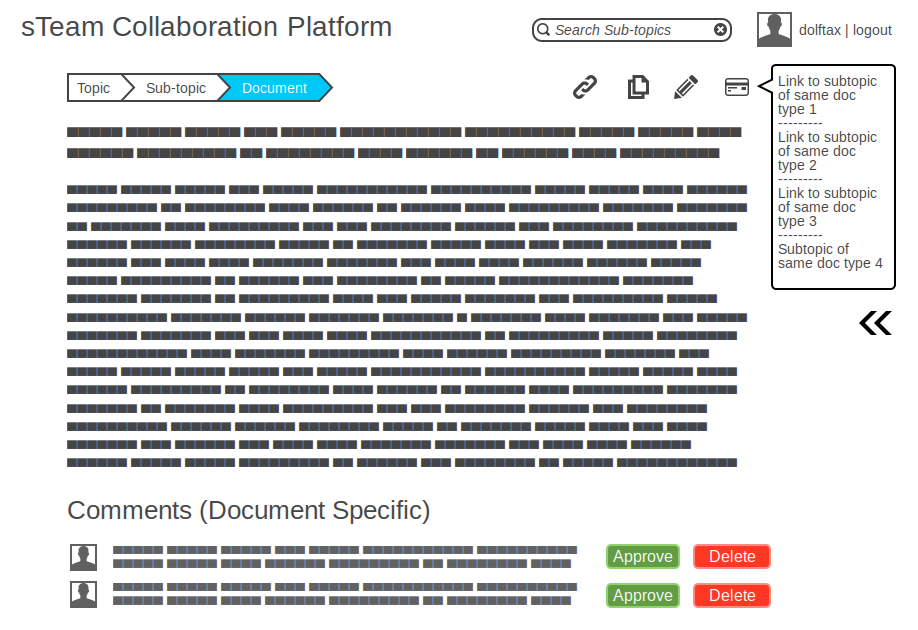 sTeam Collaboration Platform
Search Sub-topics
dolftax | logout
Topic
Sub-topic
Document
Link to subtopic
of same doc
type 1
---------
Link to subtopic
of same doc
type 2
---------
Link to subtopic
of same doc
type 3
---------
Subtopic of
same doc type 4
Comments (Document Specific)
Approve
Delete
Approve
Delete